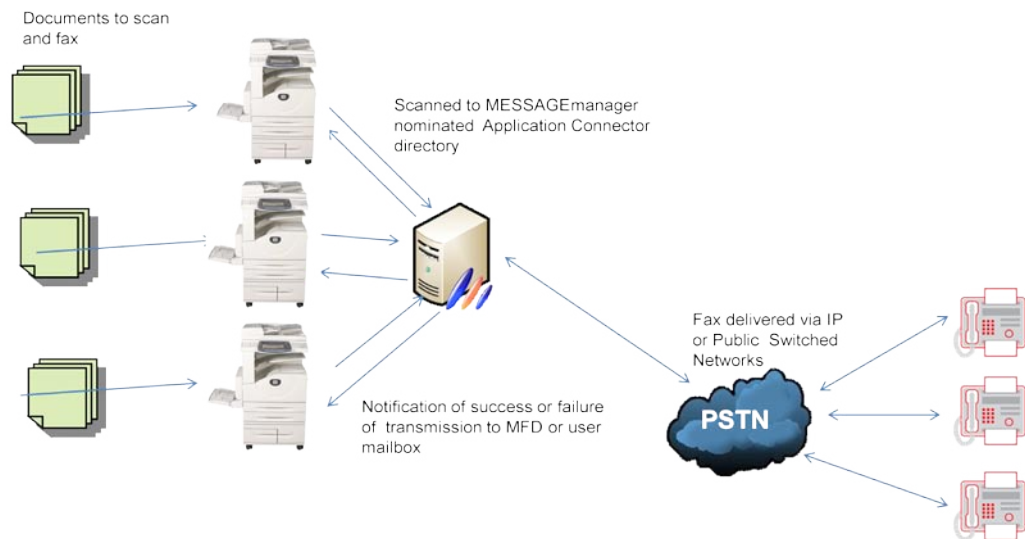 Documents to scan
and fax
Scanned to MESSAGEmanager
nominated Application Connector
directory
Fax delivered via IP
or Public Switched
Networks
PSTN
Notification of success or failure
of transmission to MFD or user
mailbox